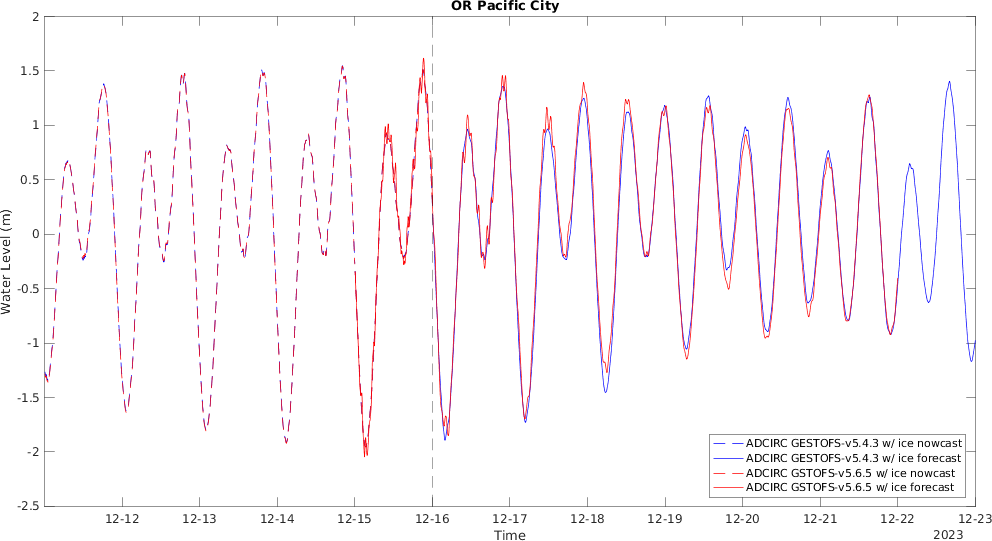 OR Pacific City
2
1.5
1
0.5
0
-0.5
-1
-1.5
-2
-2.5
Water Level (m)
ADCIRC GESTOFS-v5.4.3 w/ ice nowcast
ADCIRC GESTOFS-v5.4.3 w/ ice forecast
ADCIRC GSTOFS-v5.6.5 w/ ice nowcast
ADCIRC GSTOFS-v5.6.5 w/ ice forecast
12-12 12-13 12-14 12-15 12-16 12-17 12-18 12-19 12-20 12-21 12-22 12-23
Time
2023